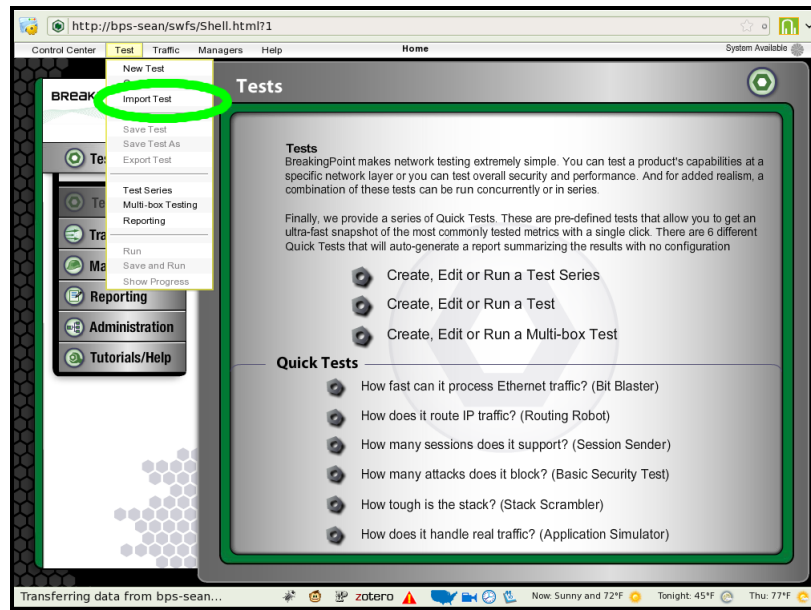 http://bps-sean/swfs/Shell.html?1
Control Center Test Traffic Managers Help Home System Available
New Test
Import Test
Save Test
Save Test As
Export Test
Test Series
Multi-box Testing
Reporting
Run
Save and Run
Show Progress
BReaK
Te
Te
Tra
Ma
Reporting
Administration
Tutorials/Help
Tests
Tests
BreakingPoint makes network testing extremely simple. You can test a product's capabilities at a
specific network layer or you can test overall security and performance. And for added realism, a
combination of these tests can be run concurrently or in series.
Finally, we provide a series of Quick Tests. These are pre-defined tests that allow you to get an
ultra-fast snapshot of the most commonly tested metrics with a single click. There are 6 different
Quick Tests that will auto-generate a report summarizing the results with no configuration
Create, Edit or Run a Test Series
Create, Edit or Run a Test
Create, Edit or Run a Multi-box Test
Quick Tests
How fast can it process Ethernet traffic? (Bit Blaster)
How does it route IP traffic? (Routing Robot)
How many sessions does it support? (Session Sender)
How many attacks does it block? (Basic Security Test)
How tough is the stack? (Stack Scrambler)
How does it handle real traffic? (Application Simulator)
Transferring data from bps-sean... zotero Now: Sunny and 72°F Tonight: 45°F Thu: 77°F